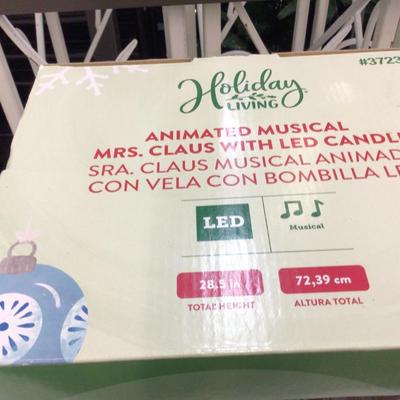 Holiday
LIVING
#3723
ANIMATED MUSICAL
MRS. CLAUS WITH LED CANDLE
SRA. CLAUS MUSICAL ANIMAD
CON VELA CON BOMBILLA LE
LED
Musical
28.5 in
72,39 cm
TOTAL HEIGHT
ALTURA TOTAL